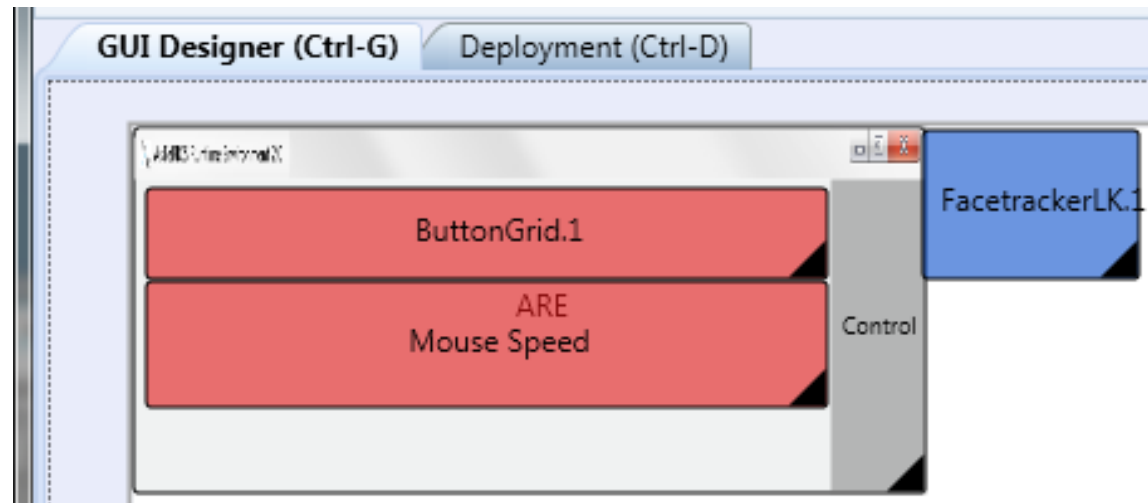 GUI Designer (Ctrl-G)
Deployment (Ctrl-D)
ButtonGrid.1
FacetrackerLK.1
ARE
Mouse Speed
Control